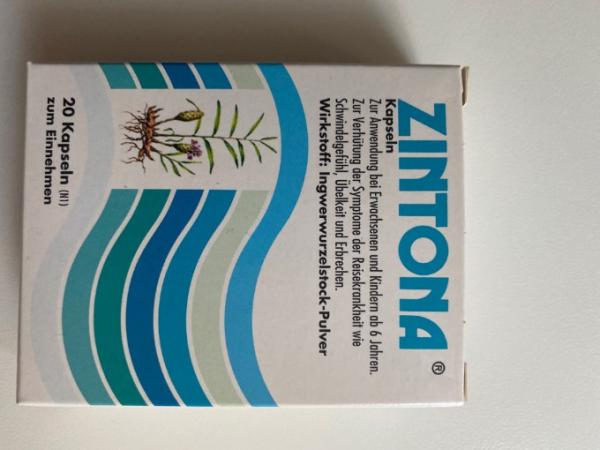 ZINTONA®
Kapseln
Zur Anwendung bei Erwachsenen und Kindern ab 6 Jahren.
Zur Verhütung der Symptome der Reisekrankheit wie
Schwindelgefühl, Übelkeit und Erbrechen.
Wirkstoff: Ingwerwurzelstock-Pulver
20 Kapseln (N1)
zum Einnehmen